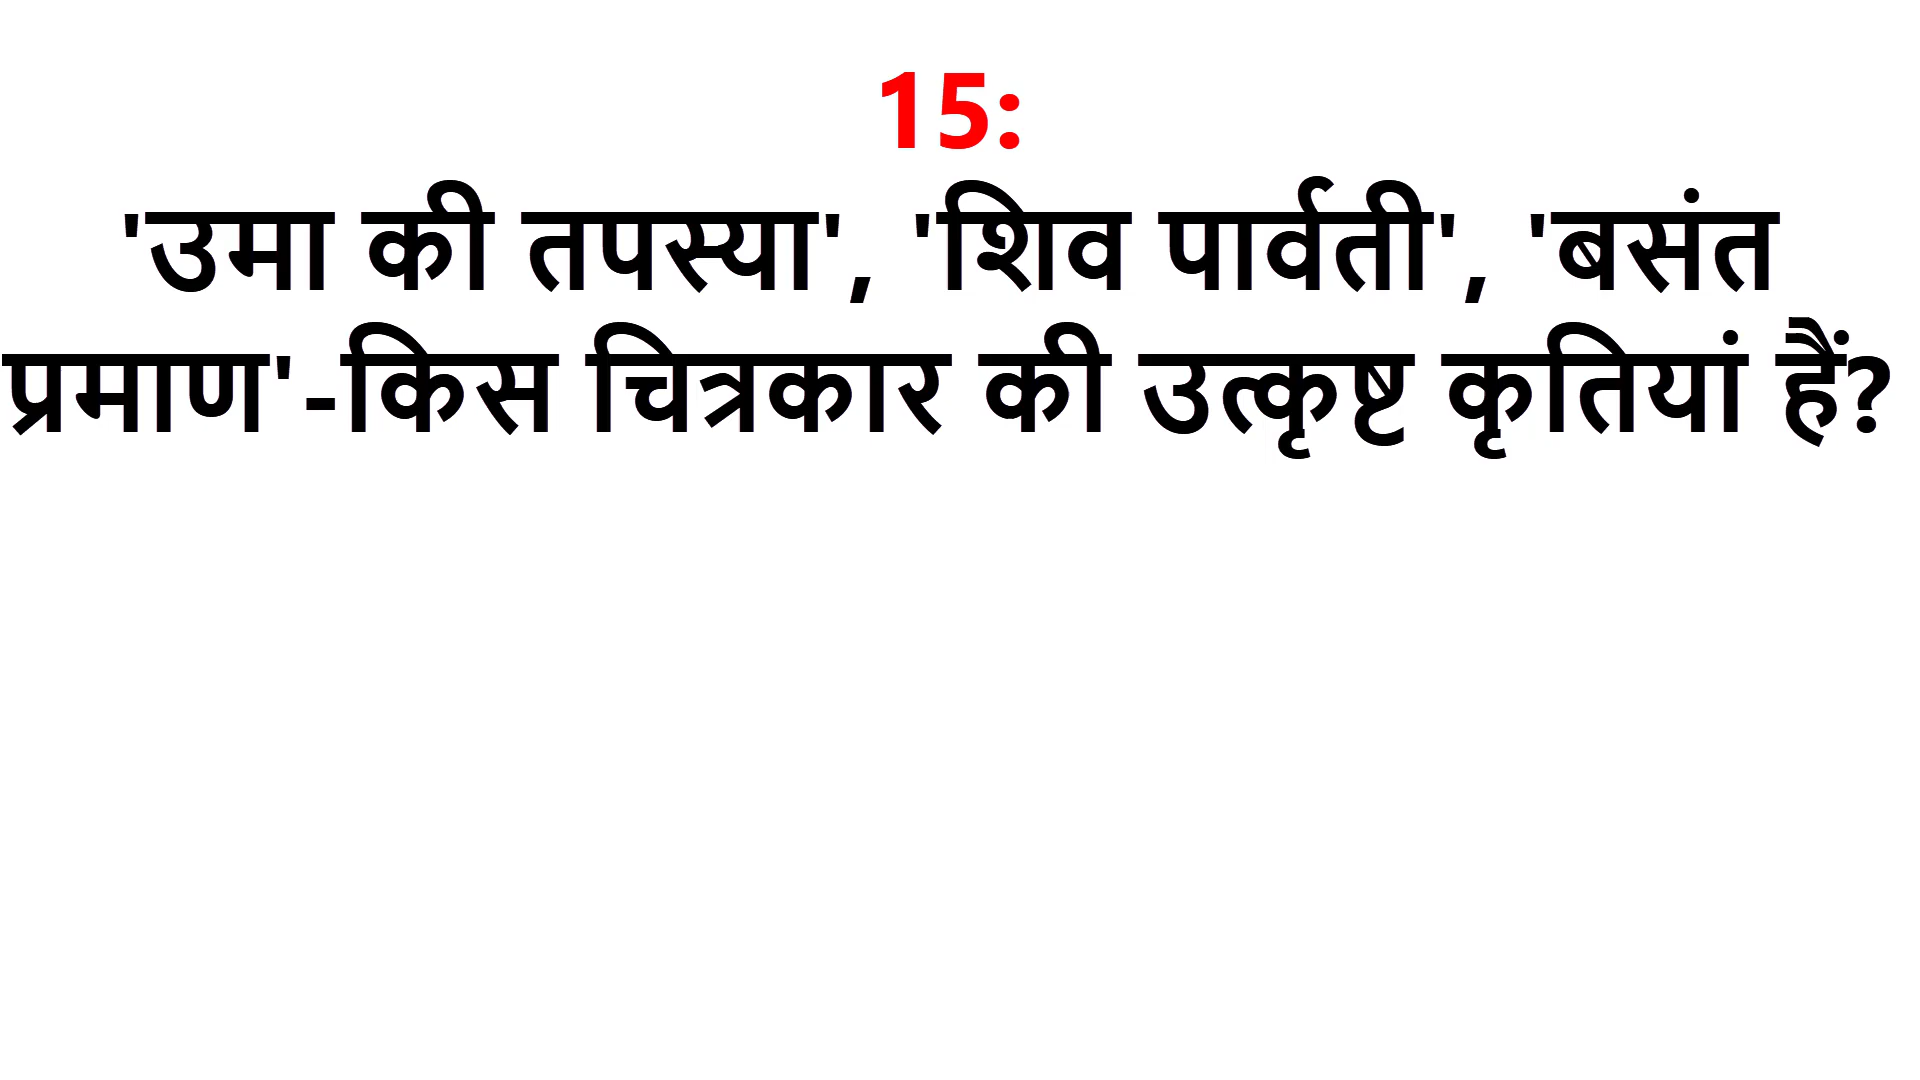 15:
'उमा की तपस्या', 'शिव पार्वती', 'बसंत
प्रमाण'-किस चित्रकार की उत्कृष्ट कृतियां हैं?